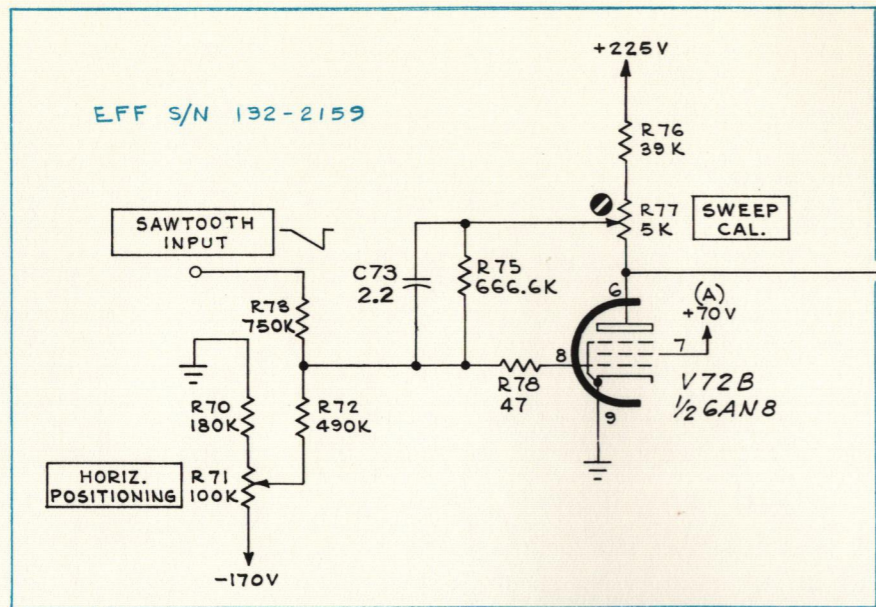 +225V
EFF S/N 132-2159
R76
39K
SAWTOOTH
INPUT
R77
5K
SWEEP
CAL.
C73
2.2
R75
666.6K
R73
750K
6
(A)
+70V
7
8
R78
47
V72B
½ 6AN8
9
R70
180K
R72
490K
HORIZ.
POSITIONING
R71
100K
-170V